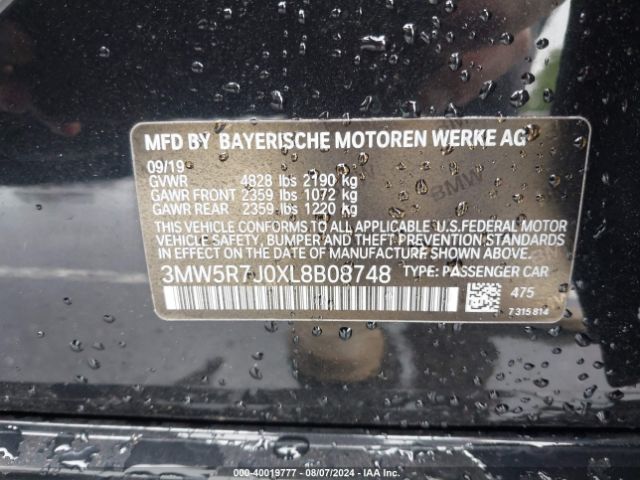 MFD BY BAYERISCHE MOTOREN WERKE AG
09/19
GVWR 4828 lbs 2190 kg
GAWR FRONT 2359 lbs 1072 kg
GAWR REAR 2359 lbs 1220 kg
THIS VEHICLE CONFORMS TO ALL APPLICABLE U.S.FEDERAL MOTOR
VEHICLE SAFETY, BUMPER, AND THEFT PREVENTION STANDARDS
IN EFFECT ON THE DATE OF MANUFACTURE SHOWN ABOVE.
3MW5R7J0XL8B08748 TYPE: PASSENGER CAR
475
7 315 814
BMW
000-40019777 - 08/07/2024 - IAA Inc.